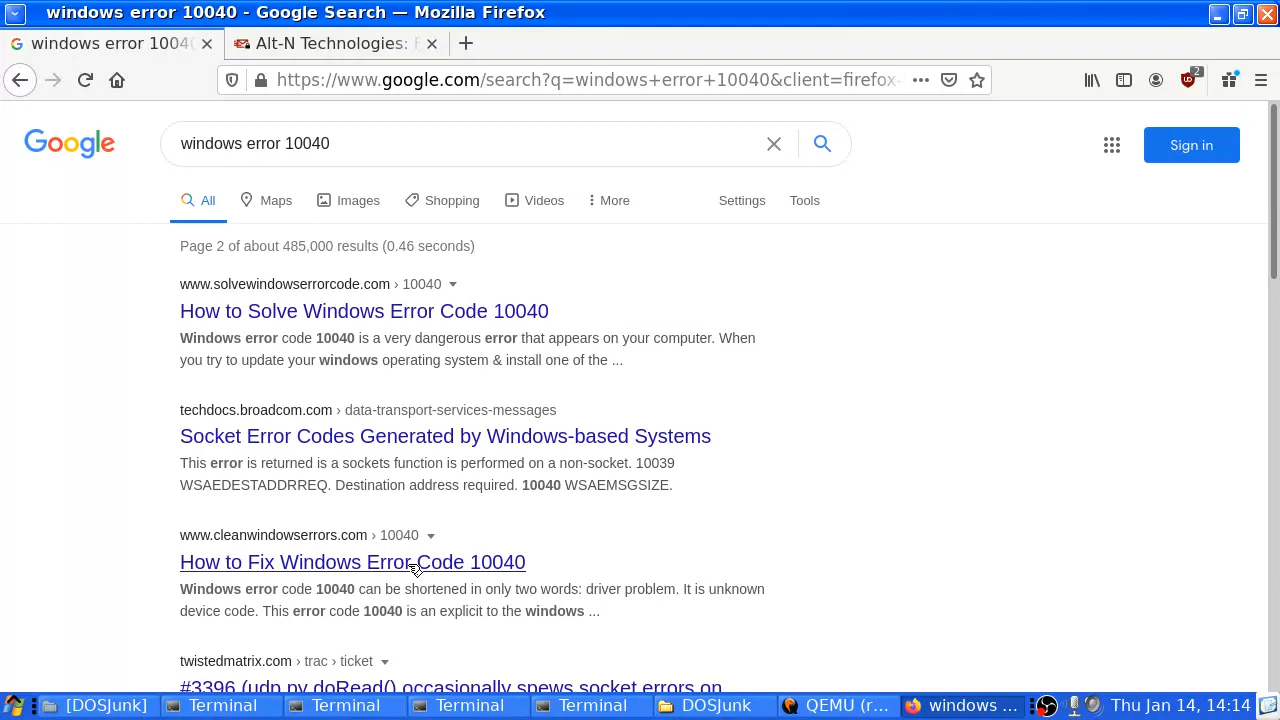 windows error 10040 - Google Search — Mozilla Firefox
windows error 1004
Alt-N Technologies:
https://www.google.com/search?q=windows+error+10040&client=firefox-
2
Google
windows error 10040
Sign in
All
Maps
Images
Shopping
Videos
More
Settings
Tools
Page 2 of about 485,000 results (0.46 seconds)
www.solvewindowserrorcode.com › 10040
How to Solve Windows Error Code 10040
Windows error code 10040 is a very dangerous error that appears on your computer. When
you try to update your windows operating system & install one of the ...
techdocs.broadcom.com › data-transport-services-messages
Socket Error Codes Generated by Windows-based Systems
This error is returned is a sockets function is performed on a non-socket. 10039
WSAEDESTADDRREQ. Destination address required. 10040 WSAEMSGSIZE.
www.cleanwindowserrors.com › 10040
How to Fix Windows Error Code 10040
Windows error code 10040 can be shortened in only two words: driver problem. It is unknown
device code. This error code 10040 is an explicit to the windows ...
twistedmatrix.com › trac › ticket
#3396 (udp.py doRead() occasionally spews socket errors on
[DOSJunk]
Terminal
Terminal
Terminal
Terminal
DOSJunk
QEMU (r...
windows ...
Thu Jan 14, 14:14